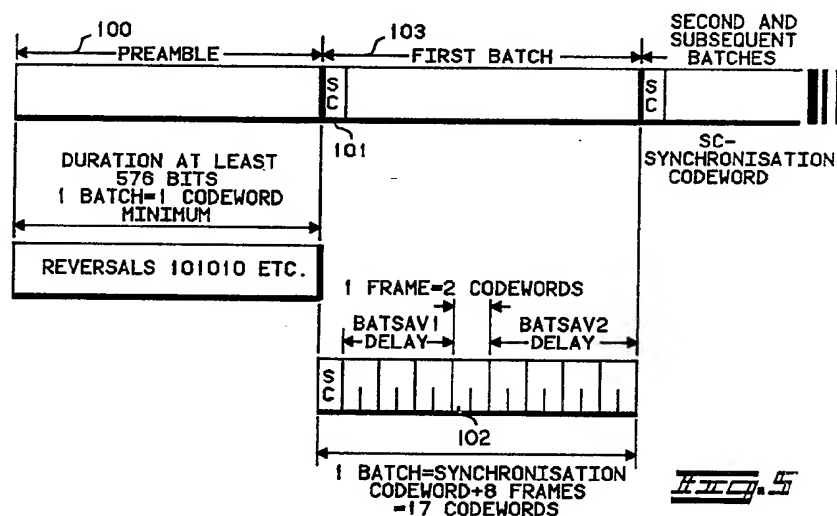 100
PREAMBLE
103
FIRST BATCH
SECOND AND
SUBSEQUENT
BATCHES
S
C
S
C
101
DURATION AT LEAST
576 BITS
1 BATCH=1 CODEWORD
MINIMUM
SC-
SYNCHRONISATION
CODEWORD
REVERSALS 101010 ETC.
1 FRAME=2 CODEWORDS
BATSAV1
DELAY
BATSAV2
DELAY
S
C
102
1 BATCH=SYNCHRONISATION
CODEWORD+8 FRAMES
=17 CODEWORDS
Fig.5